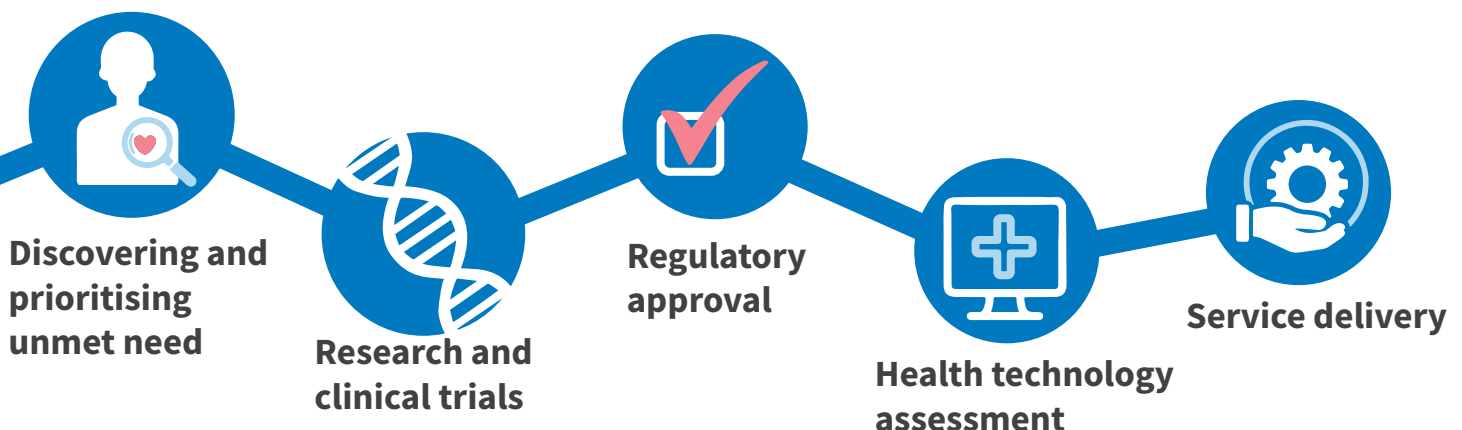 Discovering and
prioritising
unmet need
Research and
clinical trials
Regulatory
approval
Health technology
assessment
Service delivery